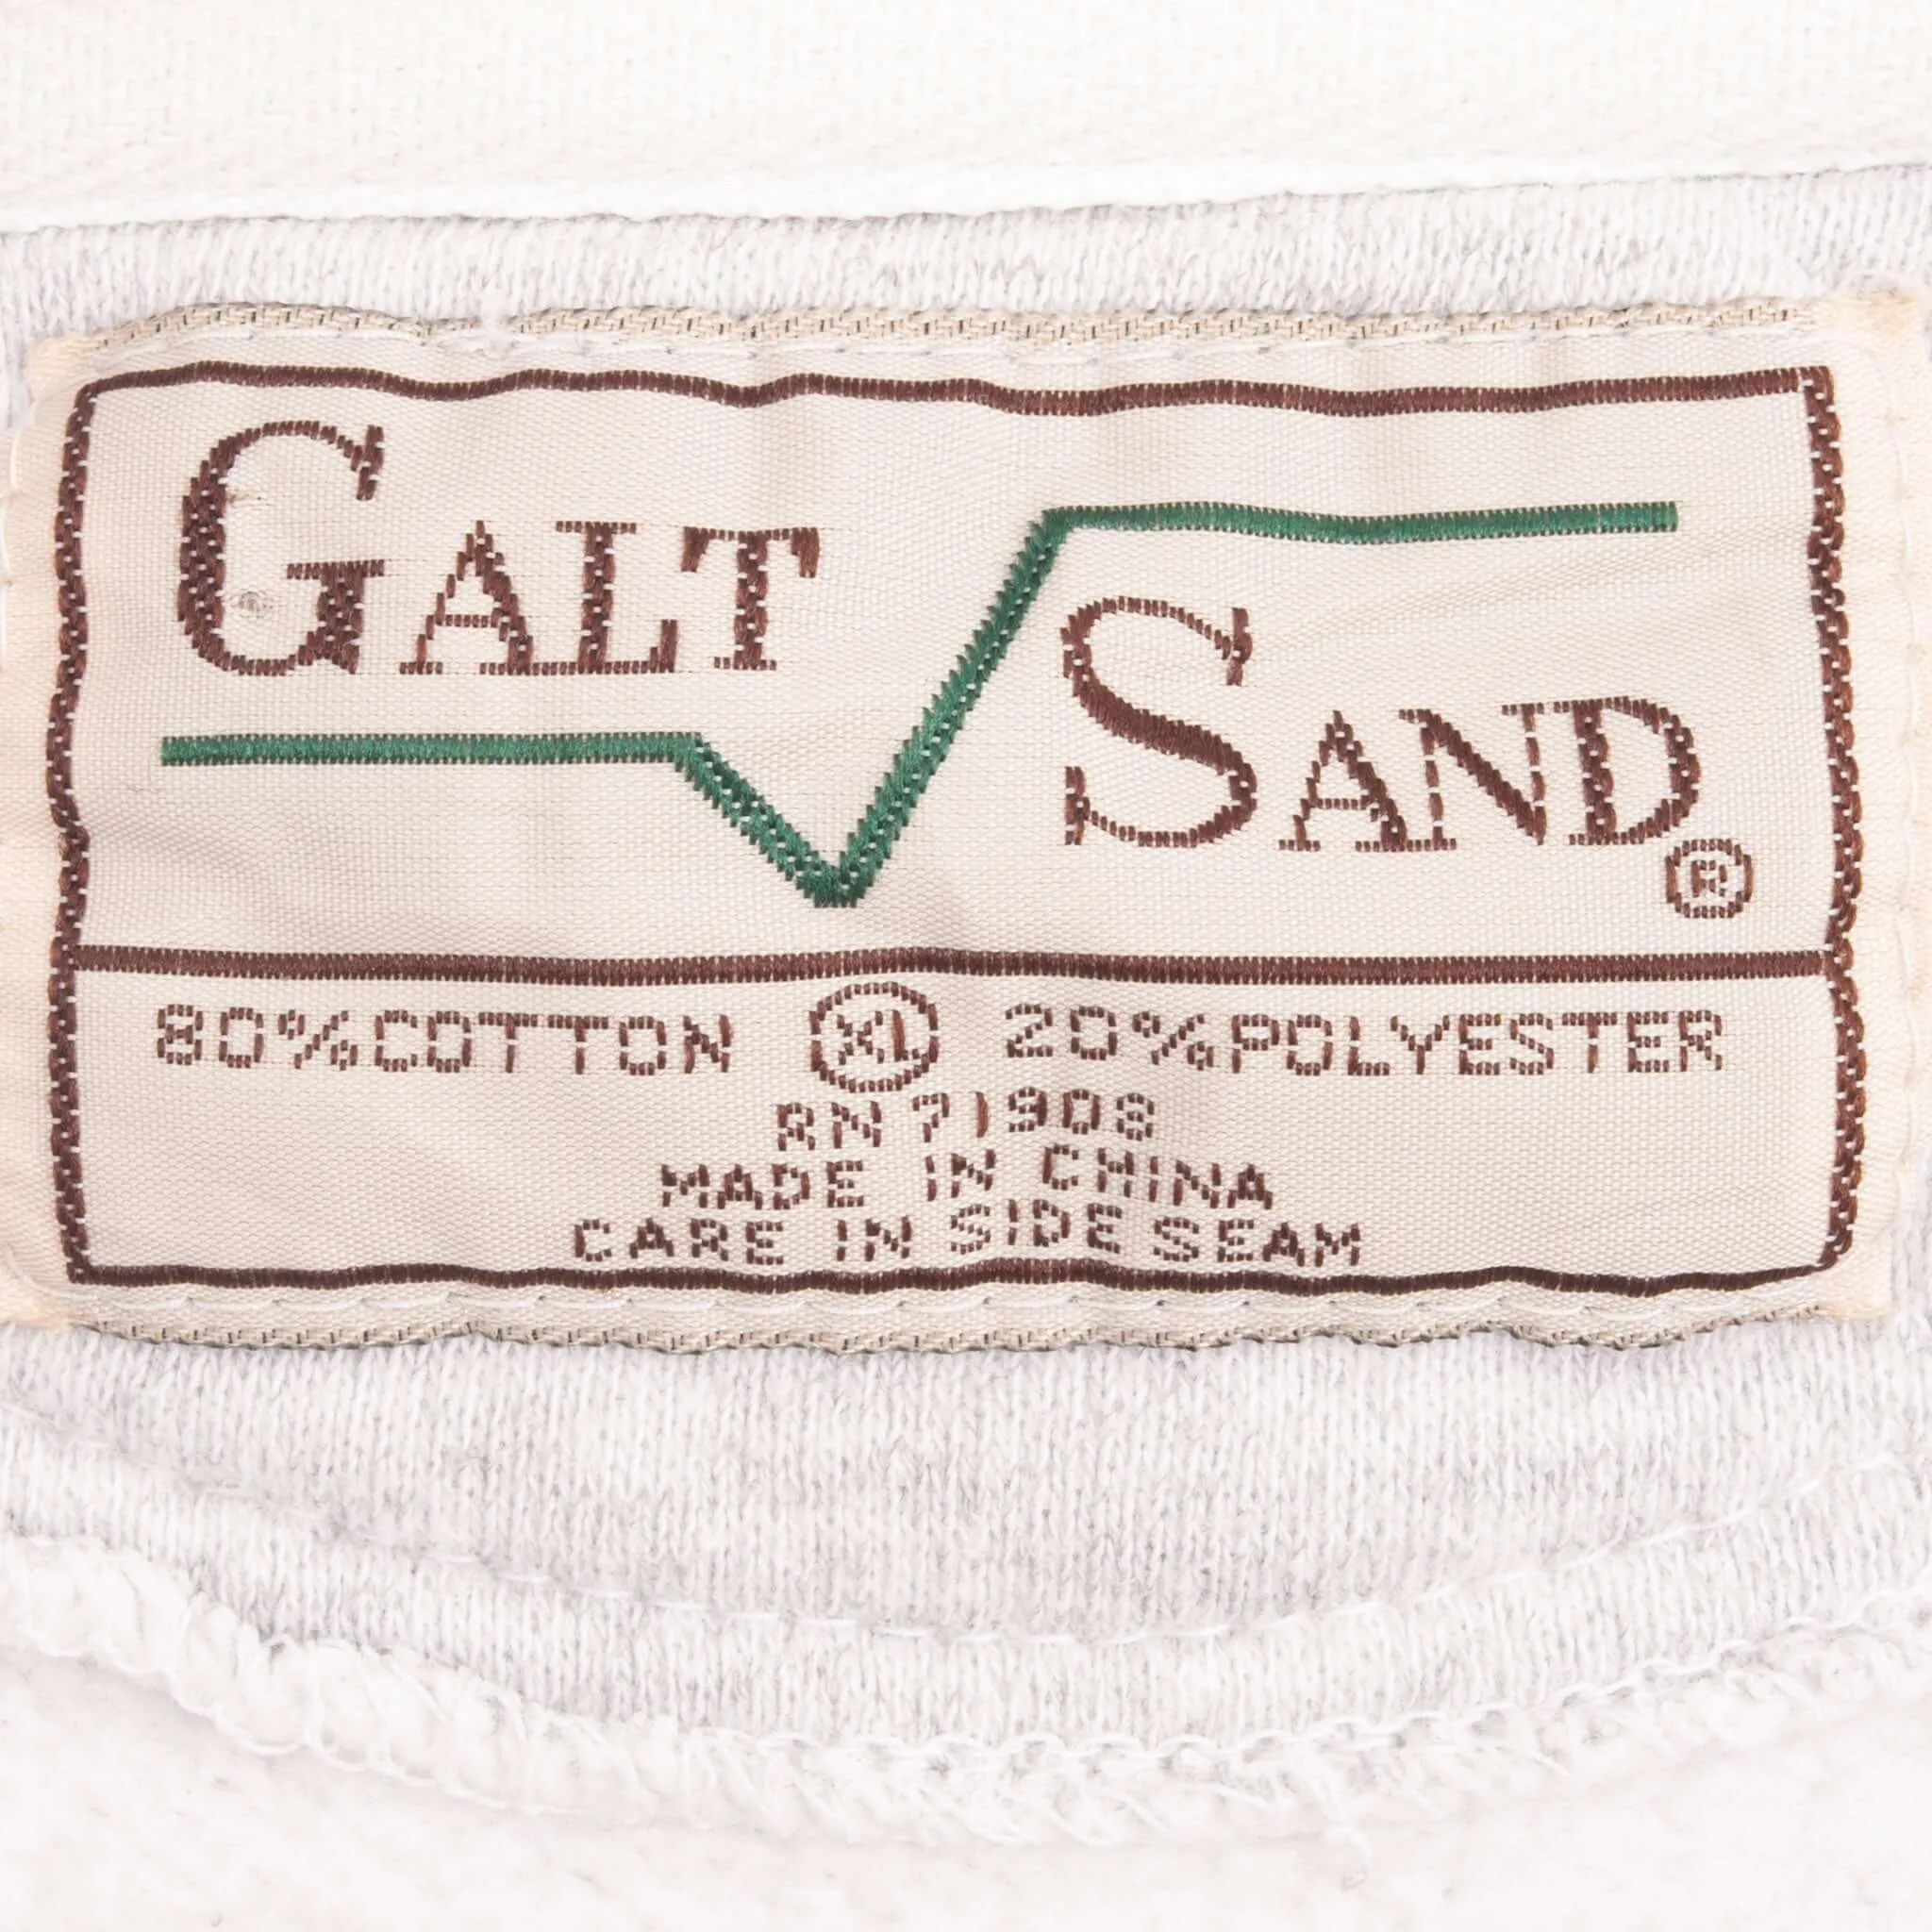 GALT
SAND®
80%COTTON XL 20%POLYESTER
RN 71908
MADE IN CHINA
CARE IN SIDE SEAM